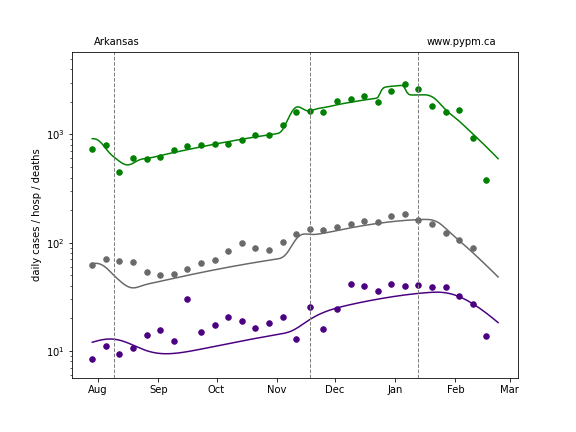 Arkansas www.pypm.ca
daily cases / hosp / deaths
10³
10²
10¹
Aug Sep Oct Nov Dec Jan Feb Mar